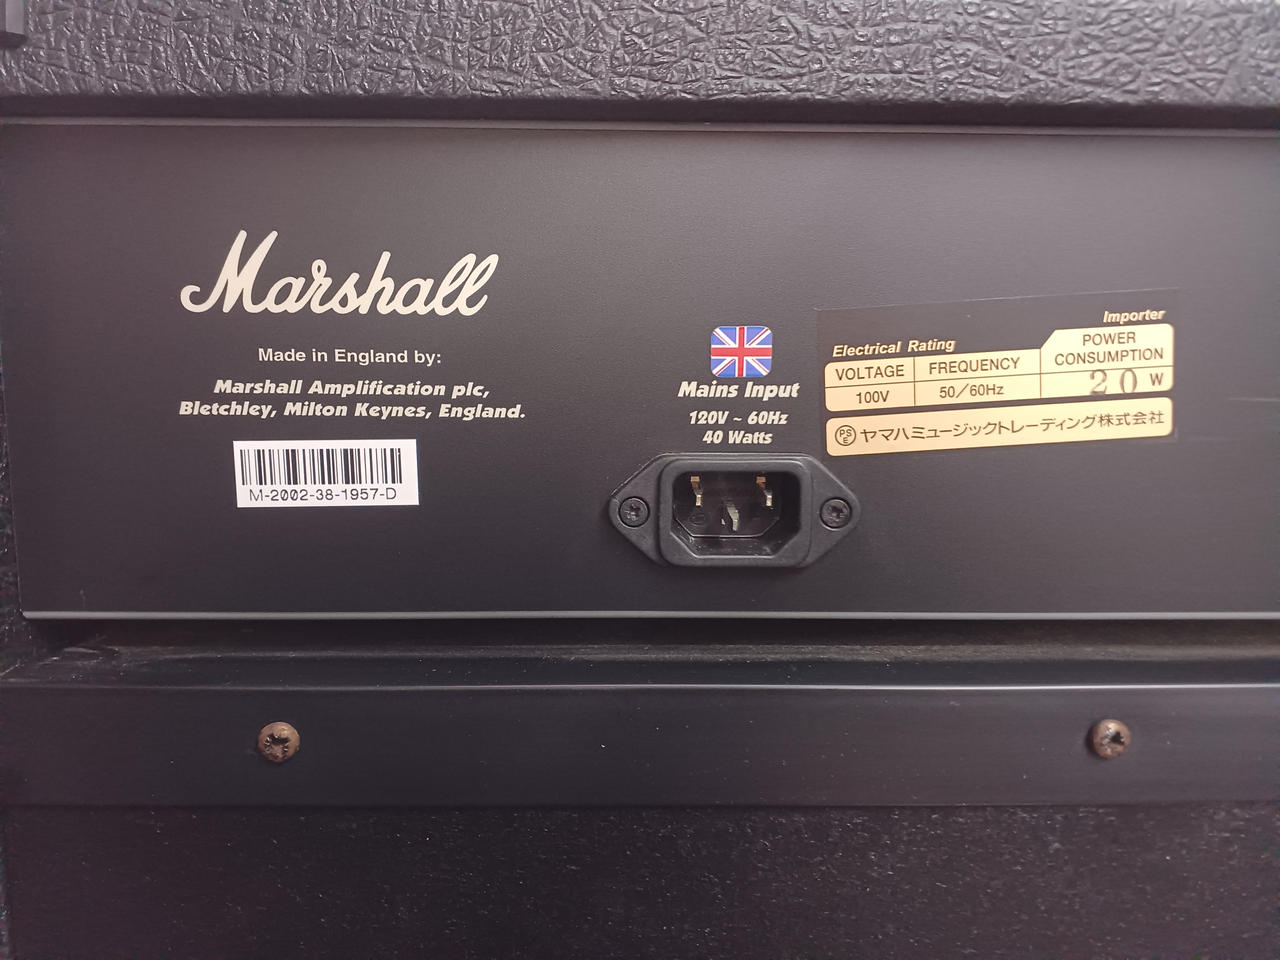 Marshall
Made in England by:
Marshall Amplification plc,
Bletchley, Milton Keynes, England.
M-2002-38-1957-D
Mains Input
120V ~ 60Hz
40 Watts
Importer
Electrical Rating
VOLTAGE FREQUENCY POWER CONSUMPTION
100V 50/60Hz 20 W
PSE ヤマハミュージックトレーディング株式会社